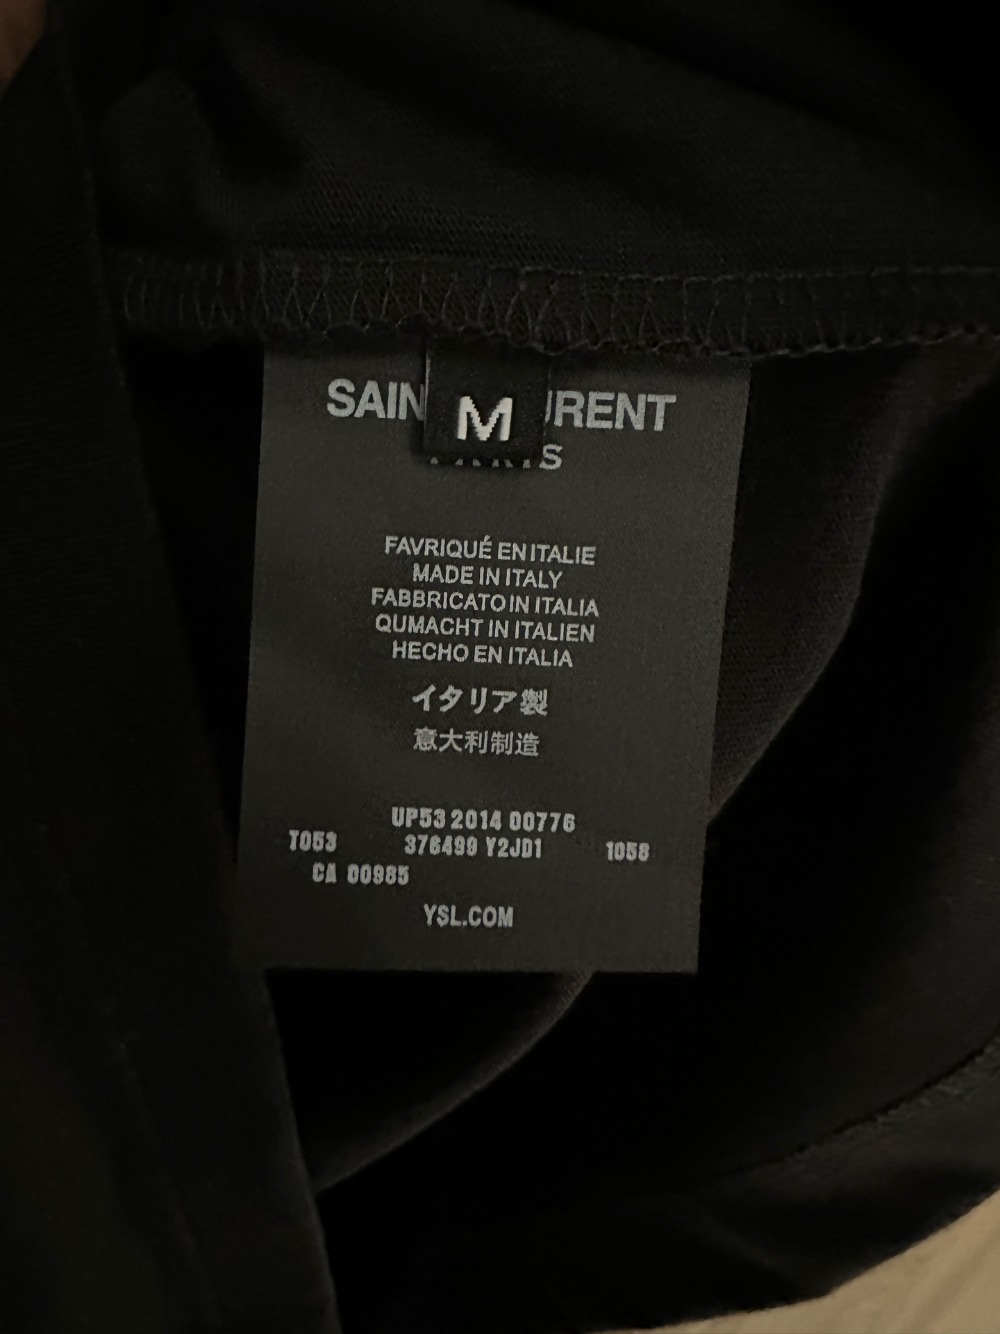 M
SAIN URENT
S
FAVRIQUÉ EN ITALIE
MADE IN ITALY
FABBRICATO IN ITALIA
QUMACHT IN ITALIEN
HECHO EN ITALIA
イタリア製
意大利制造
UP53 2014 00776
T053 376499 Y2JD1 1058
CA 00985
YSL.COM